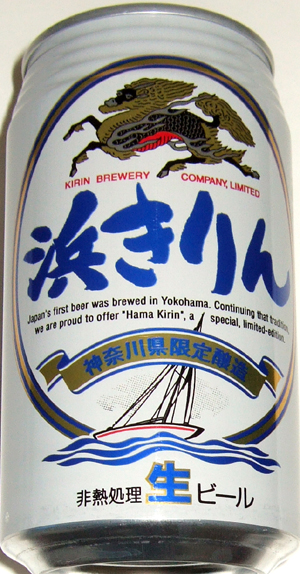 KIRIN BREWERY COMPANY, LIMITED
浜きりん
Japan's first beer was brewed in Yokohama. Continuing that tradition,
we are proud to offer "Hama Kirin", a special, limited-edition.
神奈川県限定醸造
非熱処理 生 ビール